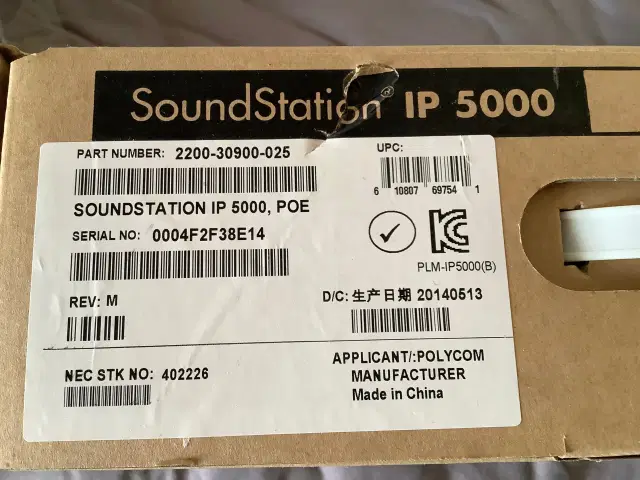 SoundStation® IP 5000
PART NUMBER: 2200-30900-025
UPC:
6 10807 69754 1
SOUNDSTATION IP 5000, POE
SERIAL NO: 0004F2F38E14
PLM-IP5000(B)
REV: M
D/C: 生产日期 20140513
NEC STK NO: 402226
APPLICANT/:POLYCOM
MANUFACTURER
Made in China